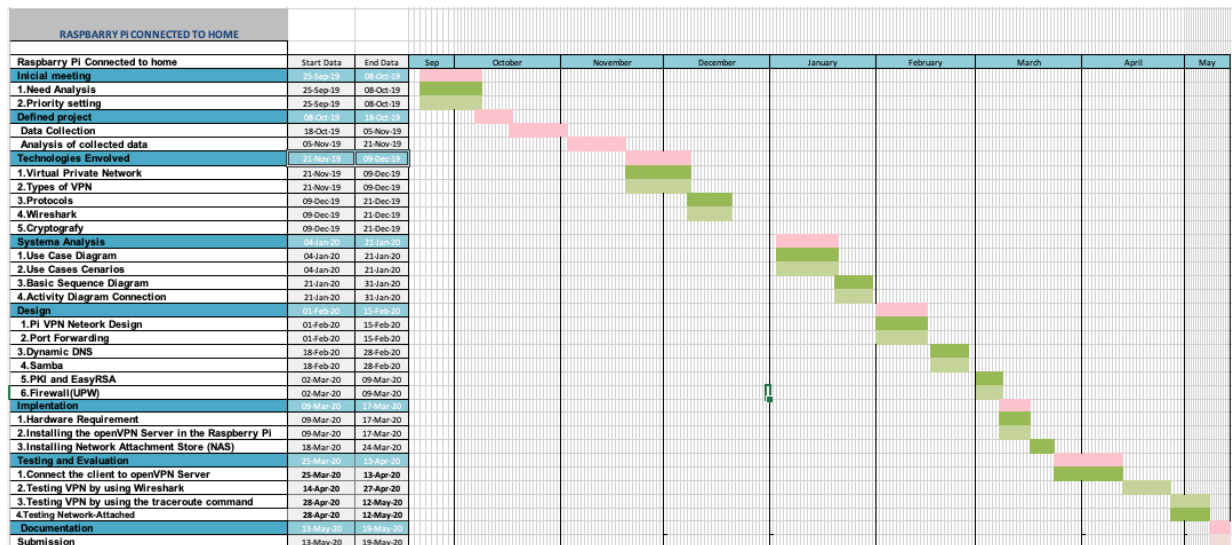 RASPBARRY Pi CONNECTED TO HOME
Raspbarry Pi Connected to home Start Data End Data Sep October November December January February March April May
Inicial meeting 25-Sep-19 08-Oct-19
1.Need Analysis 25-Sep-19 08-Oct-19
2.Priority setting 25-Sep-19 08-Oct-19
Defined project 08-Oct-19 18-Oct-19
Data Collection 18-Oct-19 05-Nov-19
Analysis of collected data 05-Nov-19 21-Nov-19
Technologies Envolved 21-Nov-19 09-Dec-19
1.Virtual Private Network 21-Nov-19 09-Dec-19
2.Types of VPN 21-Nov-19 09-Dec-19
3.Protocols 09-Dec-19 21-Dec-19
4.Wireshark 09-Dec-19 21-Dec-19
5.Cryptografy 09-Dec-19 21-Dec-19
Systema Analysis 04-Jan-20 21-Jan-20
1.Use Case Diagram 04-Jan-20 21-Jan-20
2.Use Cases Cenarios 04-Jan-20 21-Jan-20
3.Basic Sequence Diagram 21-Jan-20 31-Jan-20
4.Activity Diagram Connection 21-Jan-20 31-Jan-20
Design 01-Feb-20 15-Feb-20
1.Pi VPN Neteork Design 01-Feb-20 15-Feb-20
2.Port Forwarding 01-Feb-20 15-Feb-20
3.Dynamic DNS 18-Feb-20 28-Feb-20
4.Samba 18-Feb-20 28-Feb-20
5.PKI and EasyRSA 02-Mar-20 09-Mar-20
6.Firewall(UPW) 02-Mar-20 09-Mar-20
Implentation 09-Mar-20 17-Mar-20
1.Hardware Requirement 09-Mar-20 17-Mar-20
2.Installing the openVPN Server in the Raspberry Pi 09-Mar-20 17-Mar-20
3.Installing Network Attachment Store (NAS) 18-Mar-20 24-Mar-20
Testing and Evaluation 25-Mar-20 13-Apr-20
1.Connect the client to openVPN Server 25-Mar-20 13-Apr-20
2.Testing VPN by using Wireshark 14-Apr-20 27-Apr-20
3.Testing VPN by using the traceroute command 28-Apr-20 12-May-20
4.Testing Network-Attached 28-Apr-20 12-May-20
Documentation 13-May-20 19-May-20
Submission 13-May-20 19-May-20